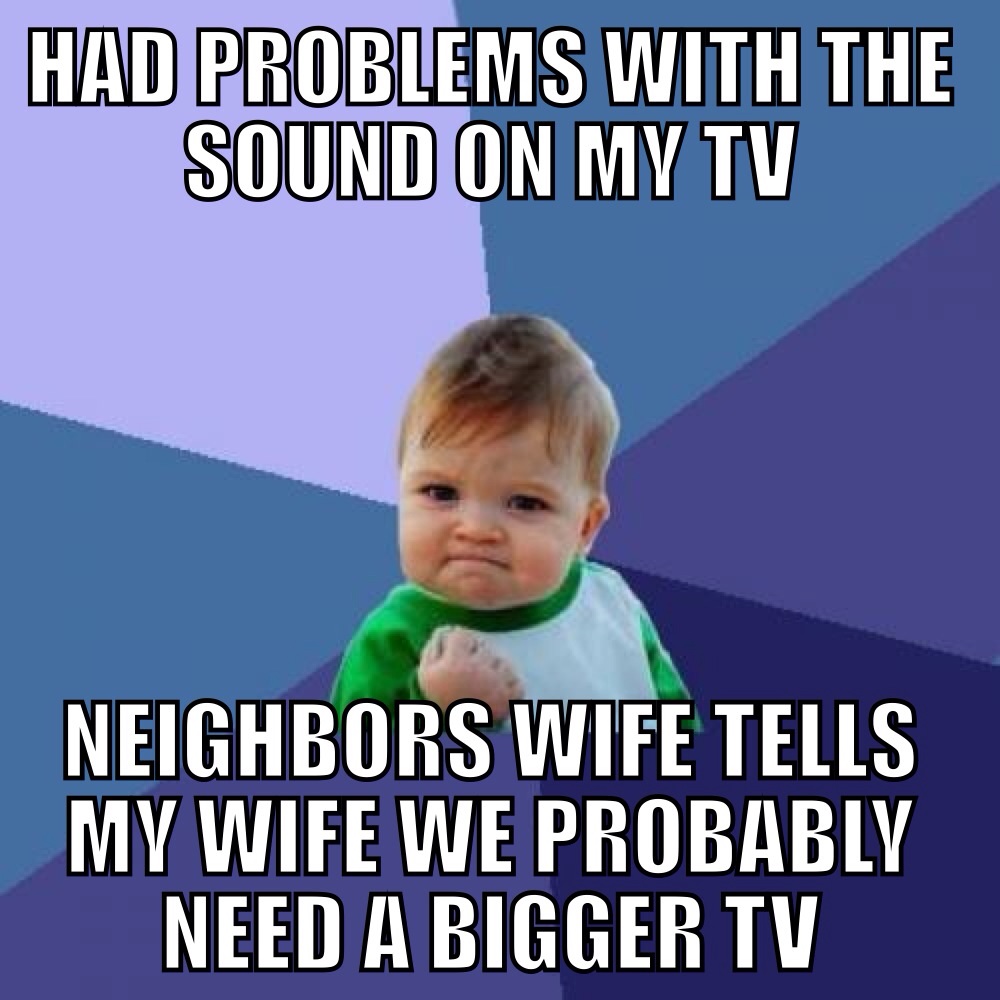 HAD PROBLEMS WITH THE
SOUND ON MY TV
NEIGHBORS WIFE TELLS
MY WIFE WE PROBABLY
NEED A BIGGER TV